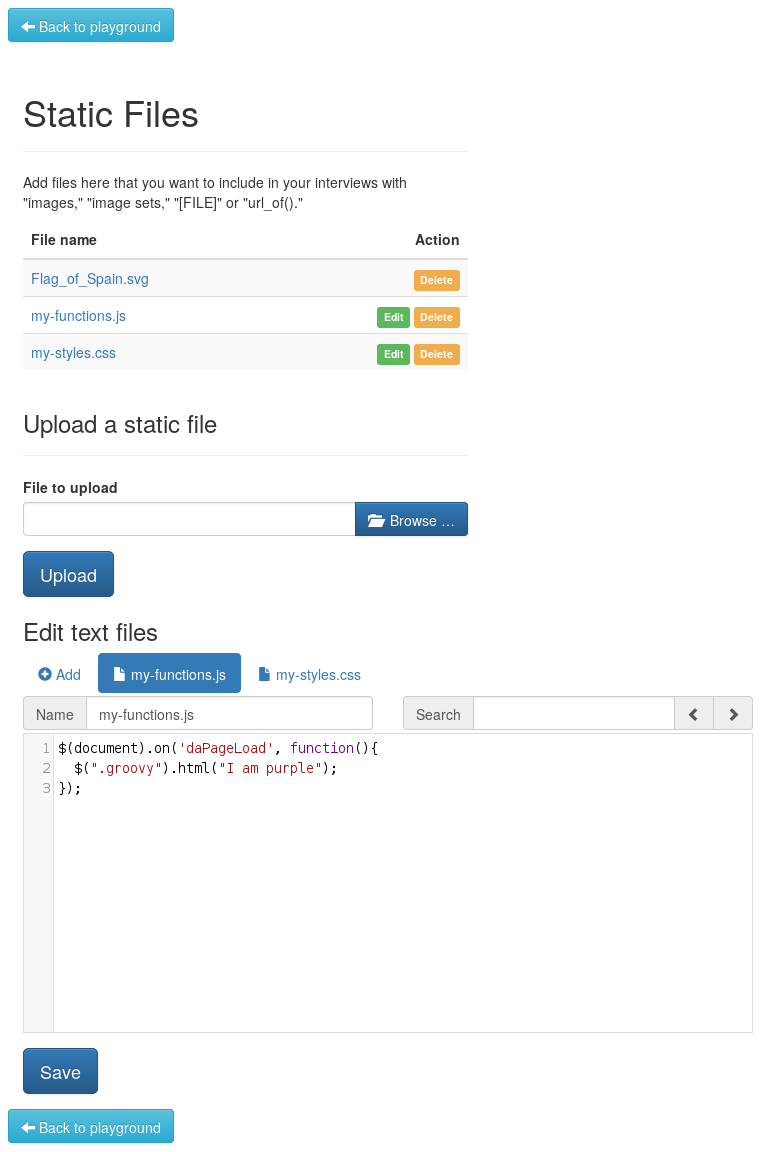 Back to playground
Static Files
Add files here that you want to include in your interviews with
"images," "image sets," "[FILE]" or "url_of()."
File name Action
Flag_of_Spain.svg Delete
my-functions.js Edit Delete
my-styles.css Edit Delete
Upload a static file
File to upload
Browse …
Upload
Edit text files
Add my-functions.js my-styles.css
Name my-functions.js Search
1 $(document).on('daPageLoad', function(){
2   $(".groovy").html("I am purple");
3 });
Save
Back to playground